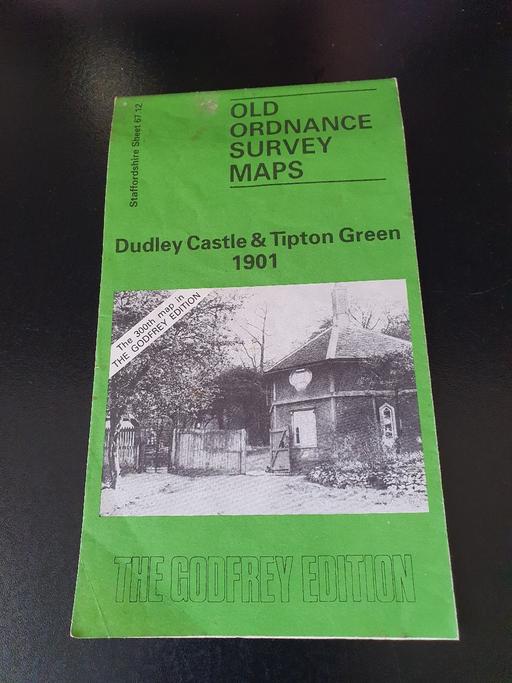 Staffordshire Sheet 67.12
OLD
ORDNANCE
SURVEY
MAPS
Dudley Castle & Tipton Green
1901
The 300th map in
THE GODFREY EDITION
THE GODFREY EDITION